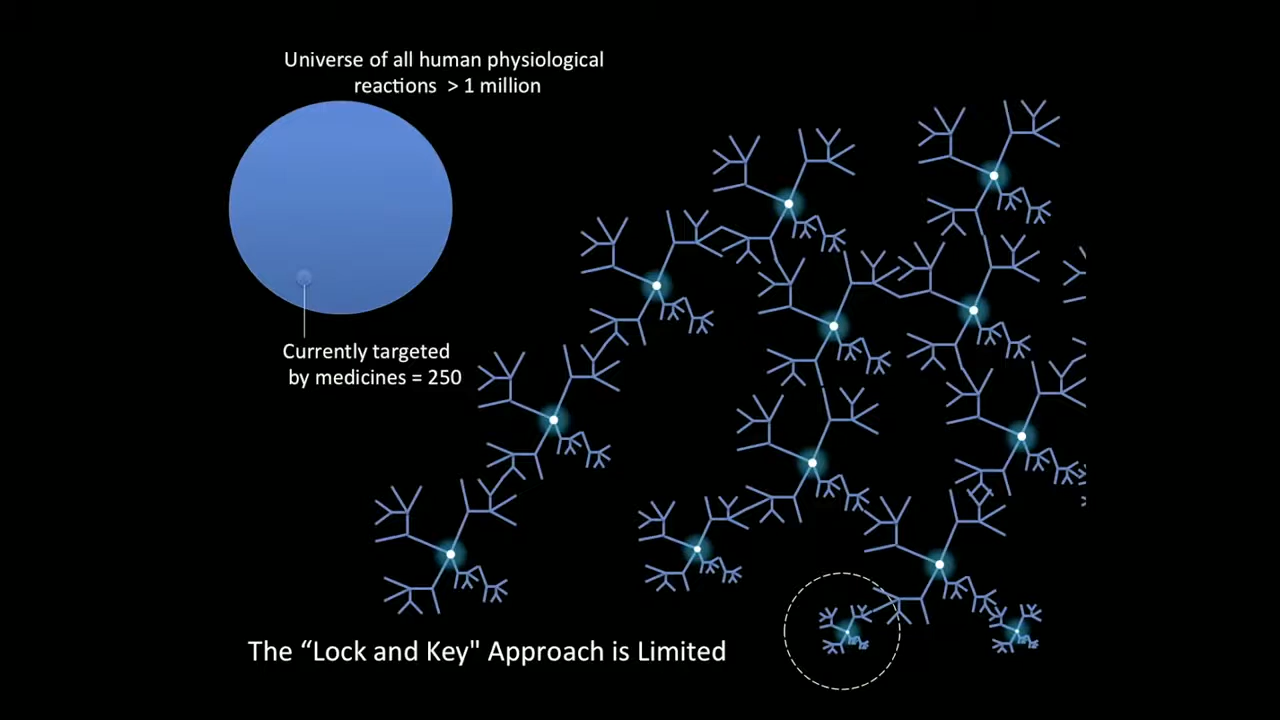 Universe of all human physiological
reactions > 1 million
Currently targeted
by medicines = 250
The “Lock and Key" Approach is Limited